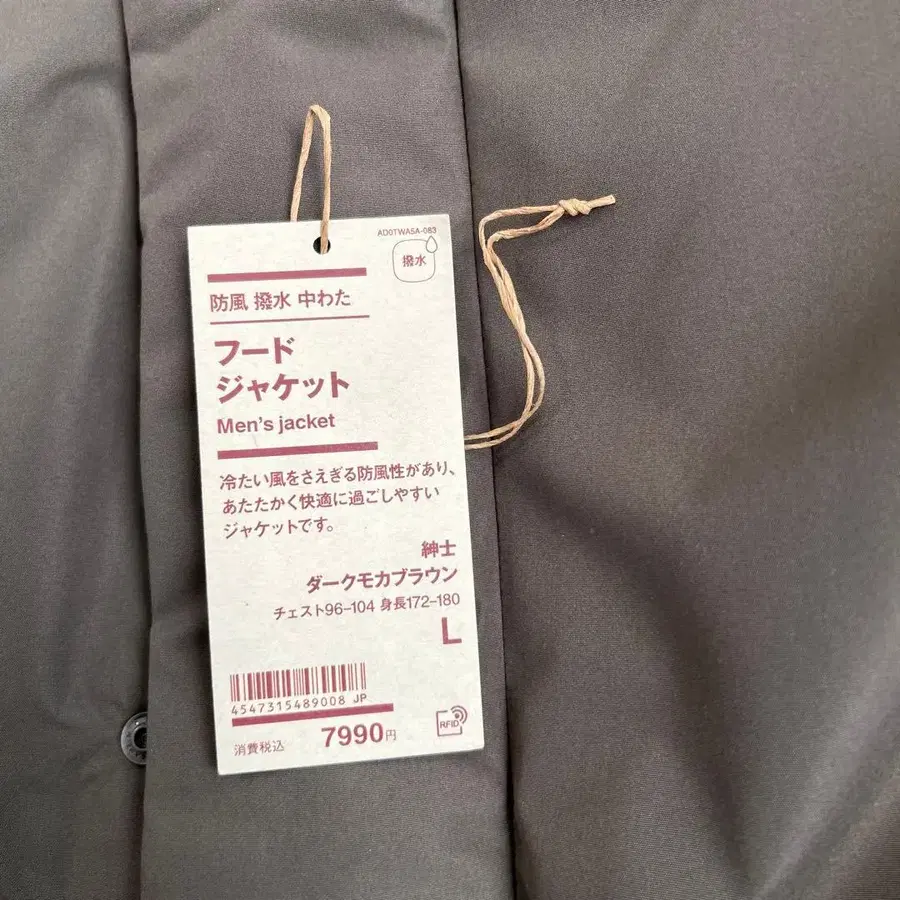 AD0TWA5A-083
撥水
防風 撥水 中わた
フード
ジャケット
Men's jacket
冷たい風をさえぎる防風性があり、
あたたかく快適に過ごしやすい
ジャケットです。
紳士
ダークモカブラウン
チェスト96–104 身長172–180
L
4547315489008 JP
消費税込 7990円
RFID